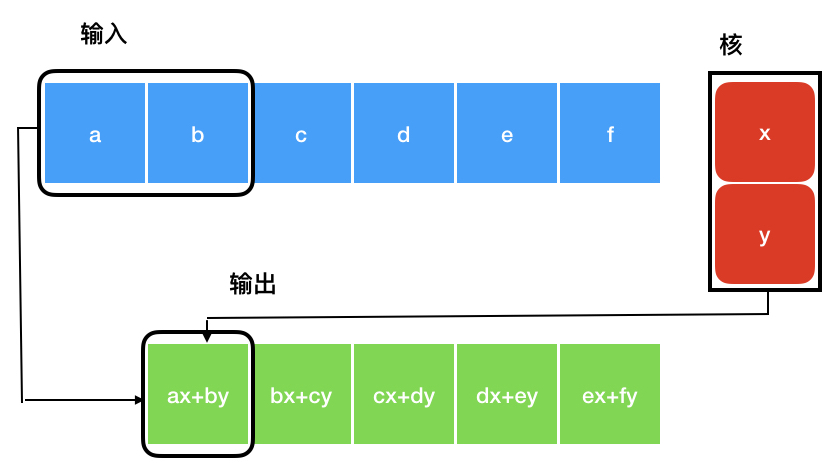 输入
核
a b c d e f
x
y
输出
ax+by bx+cy cx+dy dx+ey ex+fy